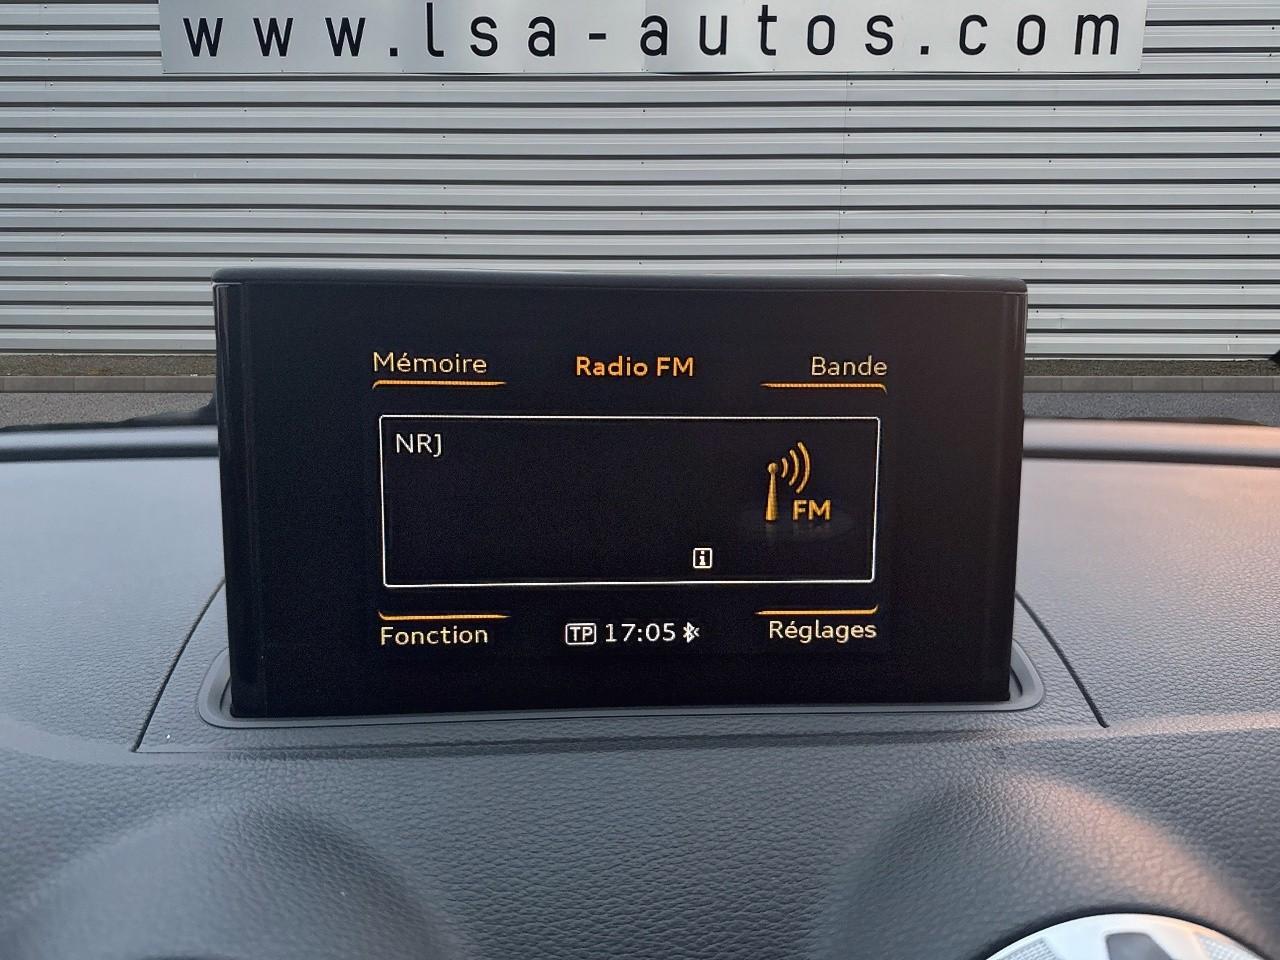 www.lsa-autos.com
Mémoire Radio FM Bande
NRJ
FM
i
Fonction TP 17:05 Réglages